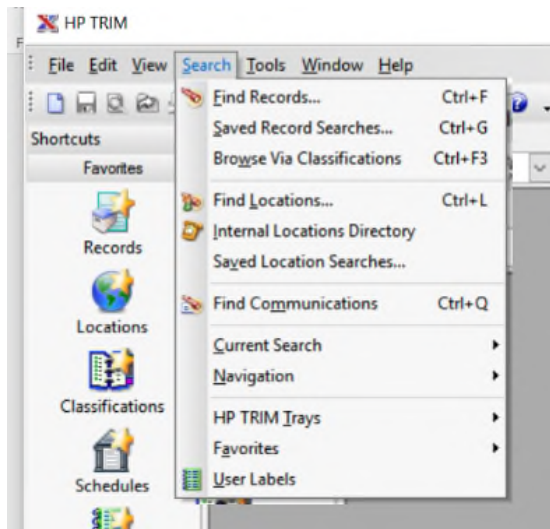 HP TRIM
File Edit View Search Tools Window Help
Shortcuts
Favorites
Records
Locations
Classifications
Schedules
Find Records... Ctrl+F
Saved Record Searches... Ctrl+G
Browse Via Classifications Ctrl+F3
Find Locations... Ctrl+L
Internal Locations Directory
Saved Location Searches...
Find Communications Ctrl+Q
Current Search
Navigation
HP TRIM Trays
Favorites
User Labels